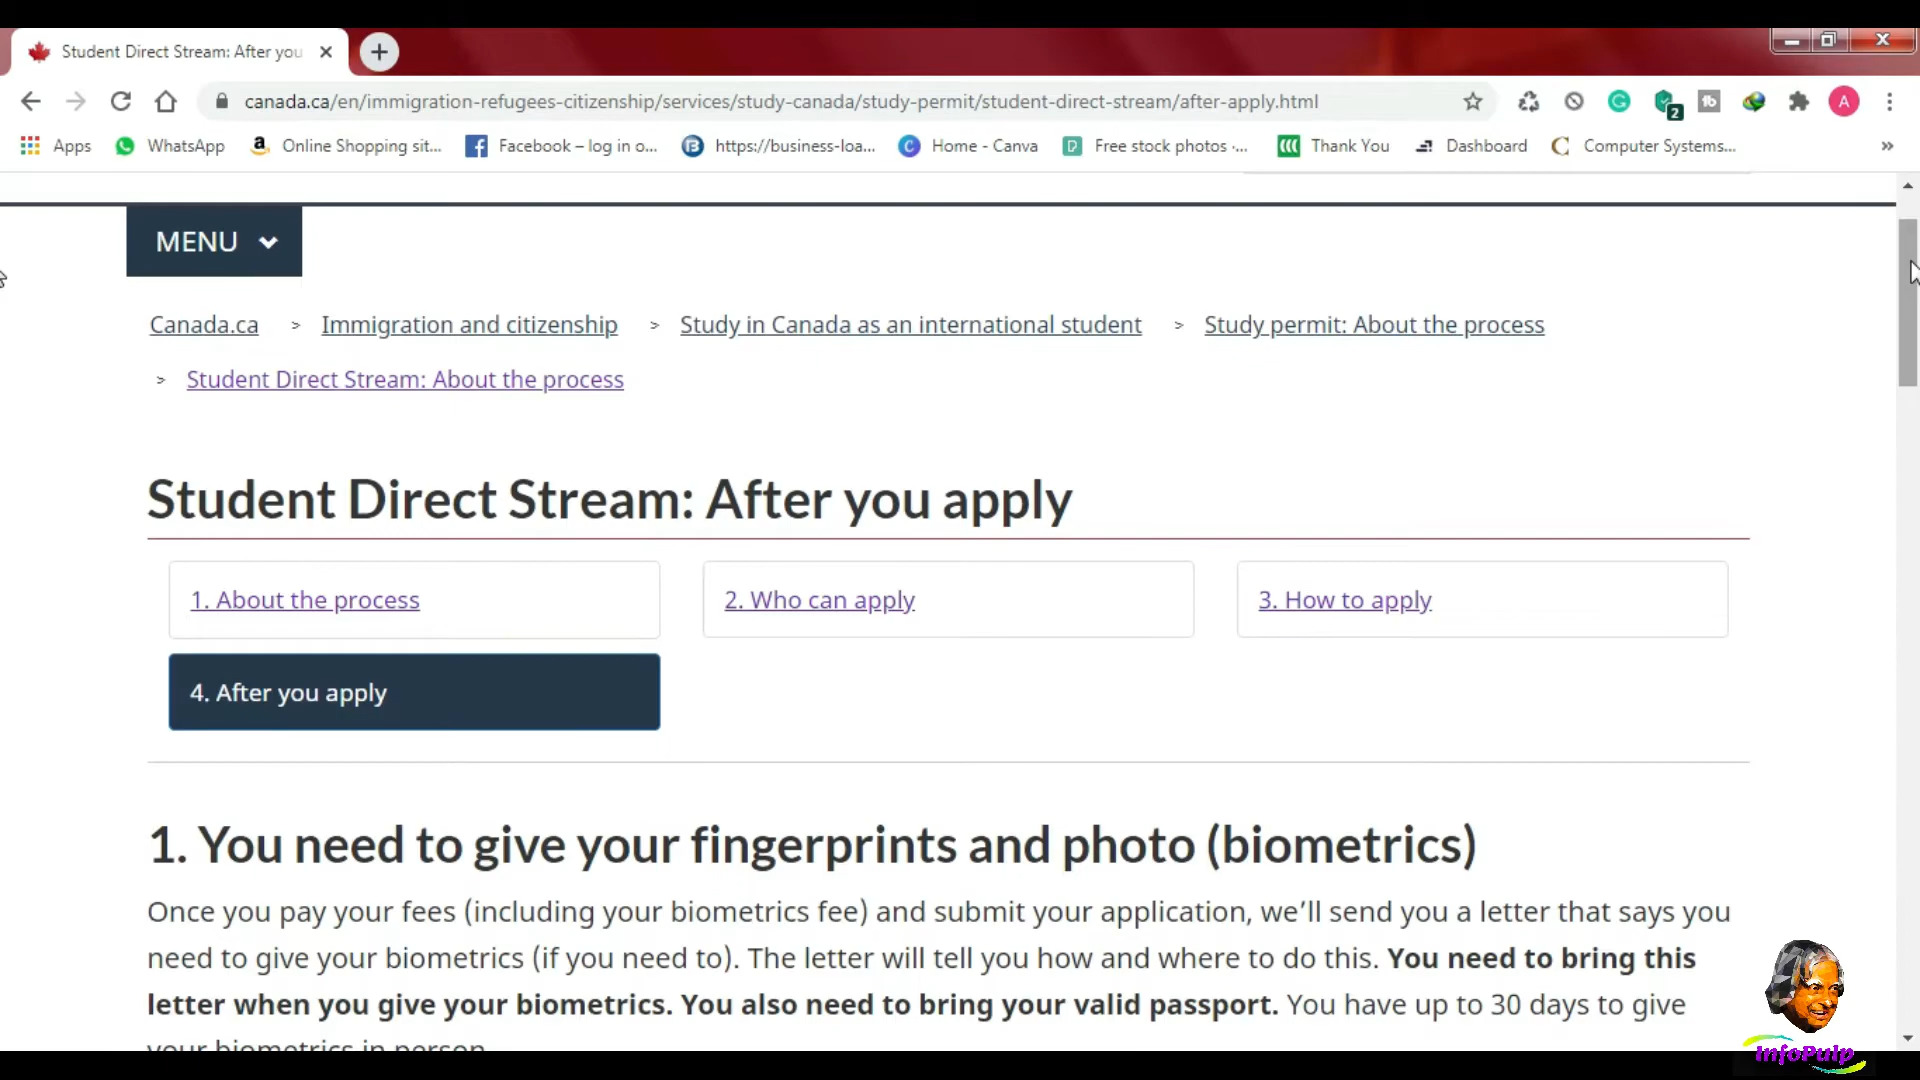 Student Direct Stream: After you
canada.ca/en/immigration-refugees-citizenship/services/study-canada/study-permit/student-direct-stream/after-apply.html
2
A
Apps WhatsApp Online Shopping sit... Facebook – log in o... https://business-loa... Home - Canva Free stock photos ·... Thank You Dashboard Computer Systems... »
MENU
Canada.ca > Immigration and citizenship > Study in Canada as an international student > Study permit: About the process
> Student Direct Stream: About the process
Student Direct Stream: After you apply
1. About the process 2. Who can apply 3. How to apply
4. After you apply
1. You need to give your fingerprints and photo (biometrics)
Once you pay your fees (including your biometrics fee) and submit your application, we’ll send you a letter that says you
need to give your biometrics (if you need to). The letter will tell you how and where to do this. You need to bring this
letter when you give your biometrics. You also need to bring your valid passport. You have up to 30 days to give
your biometrics in person.
InfoPulp